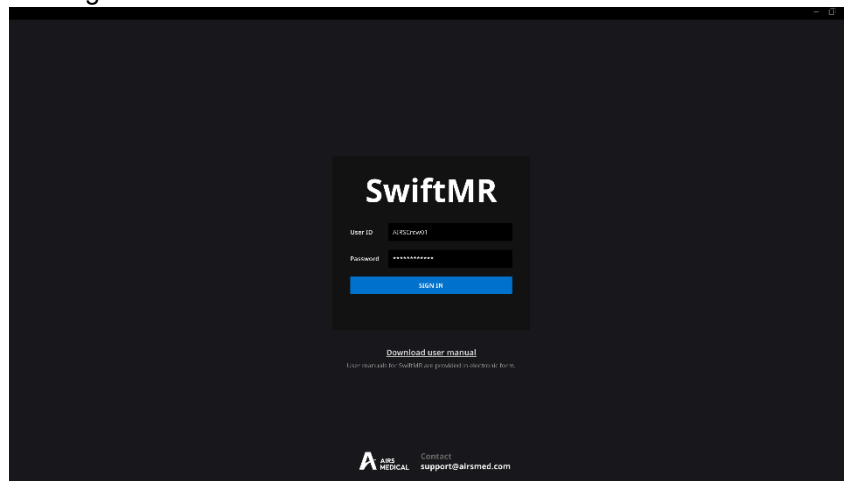 SwiftMR
User ID AIRSCrew01
Password ************
SIGN IN
Download user manual
User manuals for SwiftMR are provided in electronic form.
AIRS
MEDICAL
Contact
support@airsmed.com